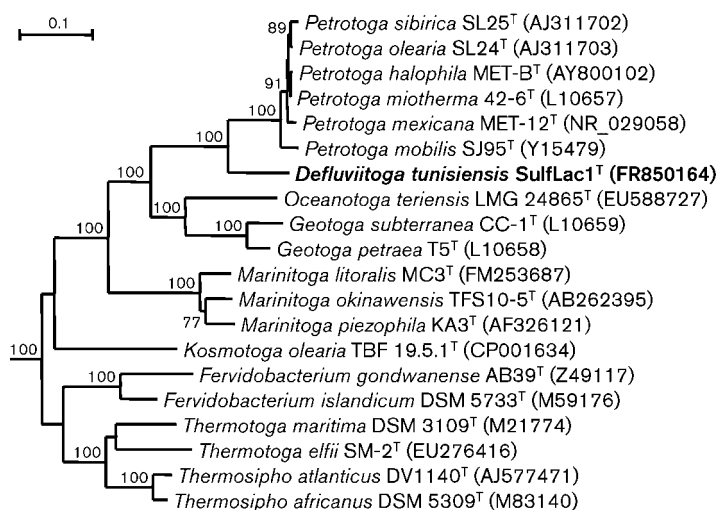 0.1
89
Petrotoga sibirica SL25ᵀ (AJ311702)
Petrotoga olearia SL24ᵀ (AJ311703)
Petrotoga halophila MET-Bᵀ (AY800102)
91
Petrotoga miotherma 42-6ᵀ (L10657)
100
Petrotoga mexicana MET-12ᵀ (NR_029058)
100
Petrotoga mobilis SJ95ᵀ (Y15479)
100
Defluviitoga tunisiensis SulfLac1ᵀ (FR850164)
Oceanotoga teriensis LMG 24865ᵀ (EU588727)
100
100
100
Geotoga subterranea CC-1ᵀ (L10659)
Geotoga petraea T5ᵀ (L10658)
100
Marinitoga litoralis MC3ᵀ (FM253687)
Marinitoga okinawensis TFS10-5ᵀ (AB262395)
77
Marinitoga piezophila KA3ᵀ (AF326121)
100
Kosmotoga olearia TBF 19.5.1ᵀ (CP001634)
100
Fervidobacterium gondwanense AB39ᵀ (Z49117)
Fervidobacterium islandicum DSM 5733ᵀ (M59176)
Thermotoga maritima DSM 3109ᵀ (M21774)
100
Thermotoga elfii SM-2ᵀ (EU276416)
100
Thermosipho atlanticus DV1140ᵀ (AJ577471)
Thermosipho africanus DSM 5309ᵀ (M83140)